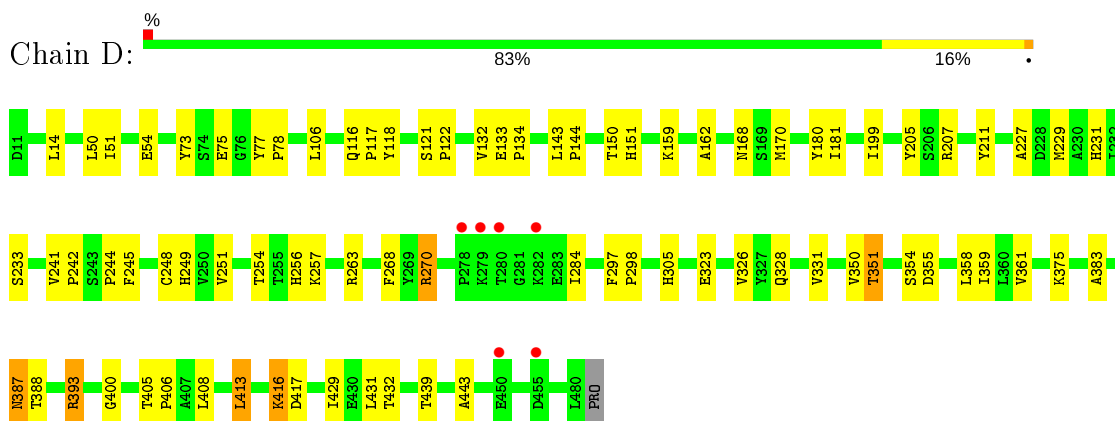 %
Chain D:
83% 16% •
D11 L14 L50 I51 E54 Y73 S74 E75 G76 Y77 P78 L106 Q116 P117 Y118 S121 P122 V132 E133 P134 L143 P144 T150 H151 K159 A162 N168 S169 M170 Y180 I181 I199 Y205 S206 R207 Y211 A227 D228 M229 A230 H231
S233 V241 P242 S243 P244 F245 C248 H249 V250 V251 T254 T255 H256 K257 R263 F268 Y269 R270 P278 K279 T280 G281 K282 E283 I284 F297 P298 H305 E323 V326 Y327 Q328 V331 V350 T351 S354 D355 L358 I359 L360 V361 K375 A383
N387 T388 R393 G400 T405 P406 A407 L408 L413 K416 D417 I429 E430 L431 T432 T439 A443 E450 D455 L480 PRO